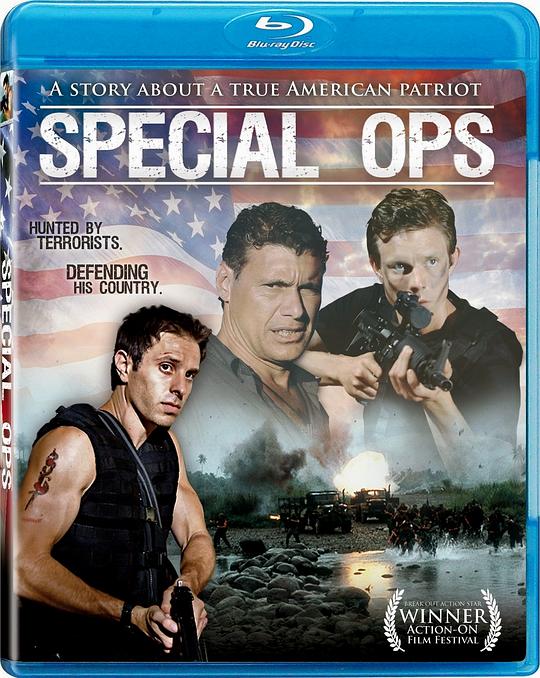 Blu-ray Disc
A STORY ABOUT A TRUE AMERICAN PATRIOT
SPECIAL OPS
HUNTED BY
TERRORISTS.
DEFENDING
HIS COUNTRY.
SPECIAL OPS
BREAK OUT ACTION STAR
WINNER
ACTION-ON
FILM FESTIVAL